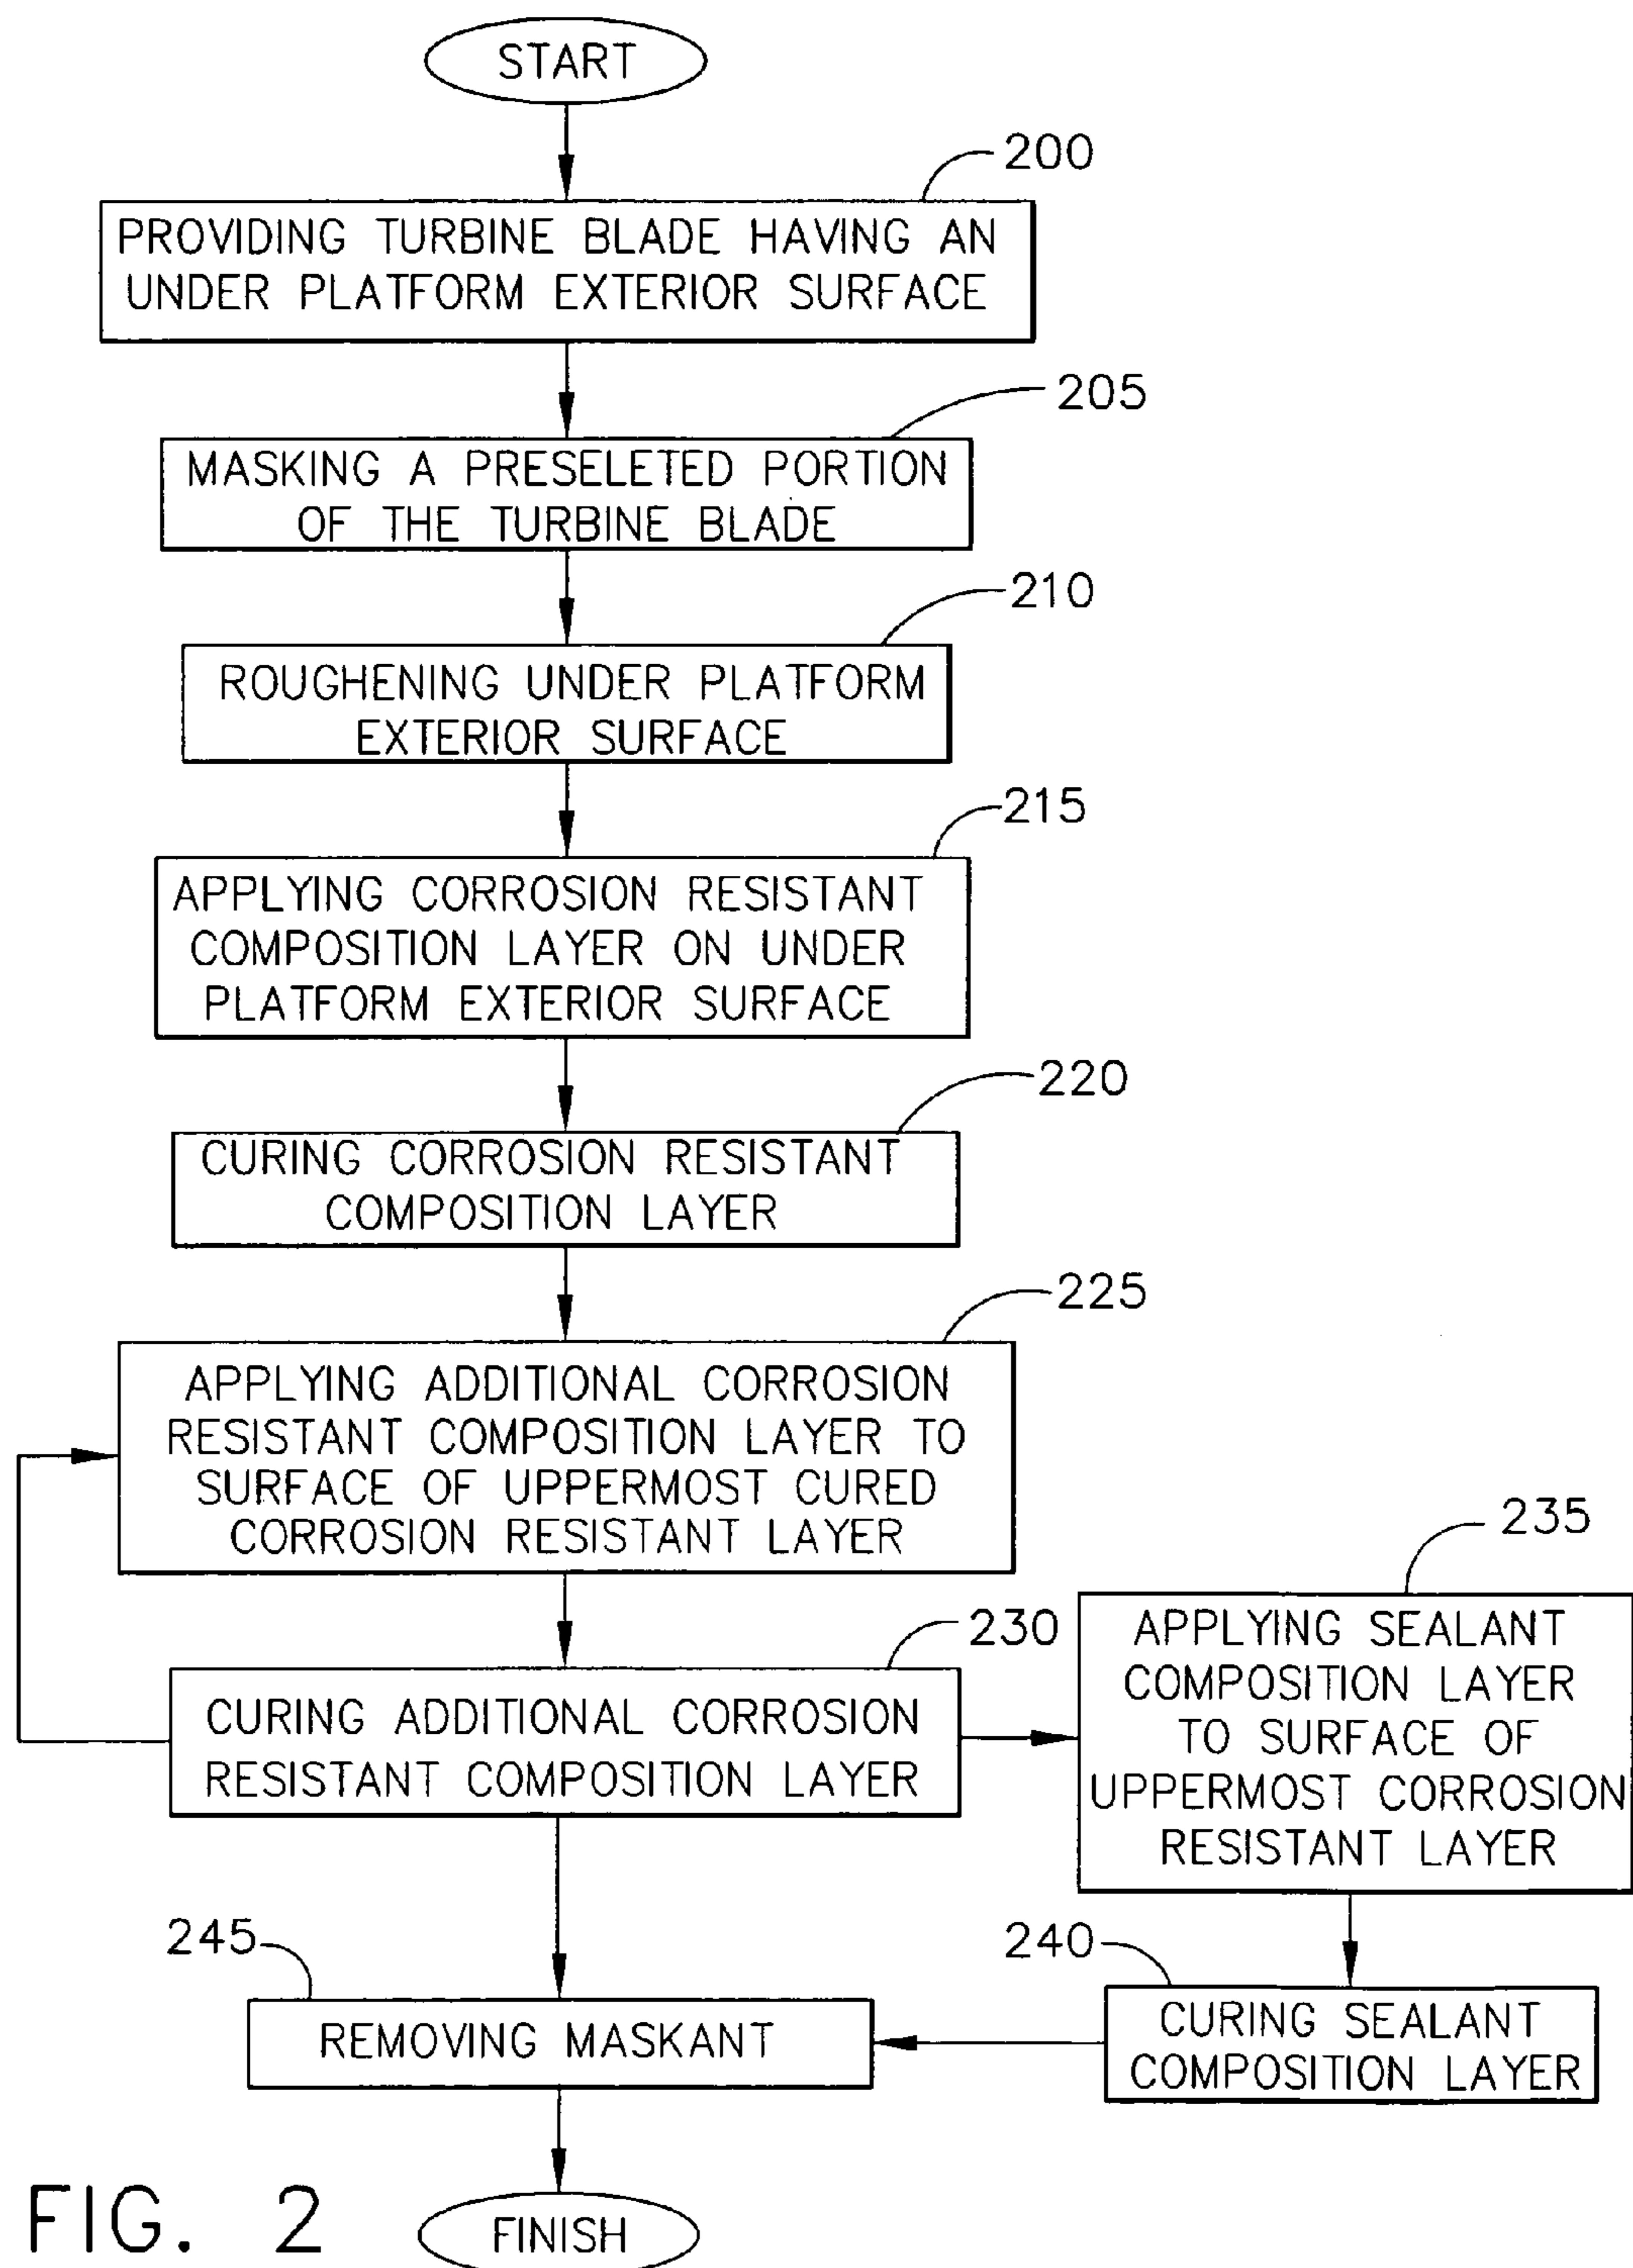 START
200
PROVIDING TURBINE BLADE HAVING AN
UNDER PLATFORM EXTERIOR SURFACE
205
MASKING A PRESELETED PORTION
OF THE TURBINE BLADE
210
ROUGHENING UNDER PLATFORM
EXTERIOR SURFACE
215
APPLYING CORROSION RESISTANT
COMPOSITION LAYER ON UNDER
PLATFORM EXTERIOR SURFACE
220
CURING CORROSION RESISTANT
COMPOSITION LAYER
225
APPLYING ADDITIONAL CORROSION
RESISTANT COMPOSITION LAYER TO
SURFACE OF UPPERMOST CURED
CORROSION RESISTANT LAYER
230
CURING ADDITIONAL CORROSION
RESISTANT COMPOSITION LAYER
235
APPLYING SEALANT
COMPOSITION LAYER
TO SURFACE OF
UPPERMOST CORROSION
RESISTANT LAYER
240
CURING SEALANT
COMPOSITION LAYER
245
REMOVING MASKANT
FINISH
FIG. 2